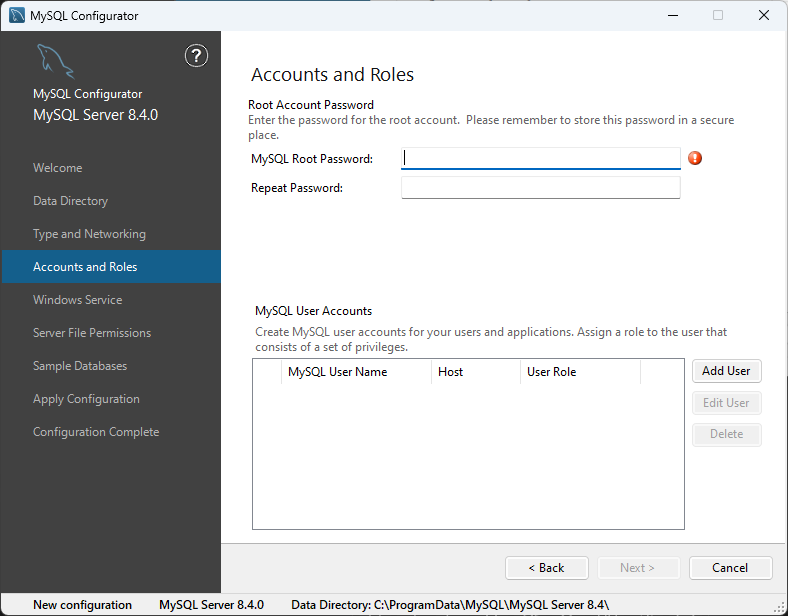 MySQL Configurator
?
MySQL Configurator
MySQL Server 8.4.0
Welcome
Data Directory
Type and Networking
Accounts and Roles
Windows Service
Server File Permissions
Sample Databases
Apply Configuration
Configuration Complete
Accounts and Roles
Root Account Password
Enter the password for the root account.  Please remember to store this password in a secure
place.
MySQL Root Password:
Repeat Password:
MySQL User Accounts
Create MySQL user accounts for your users and applications. Assign a role to the user that
consists of a set of privileges.
MySQL User Name Host User Role
Add User
Edit User
Delete
< Back Next > Cancel
New configuration MySQL Server 8.4.0 Data Directory: C:\ProgramData\MySQL\MySQL Server 8.4\